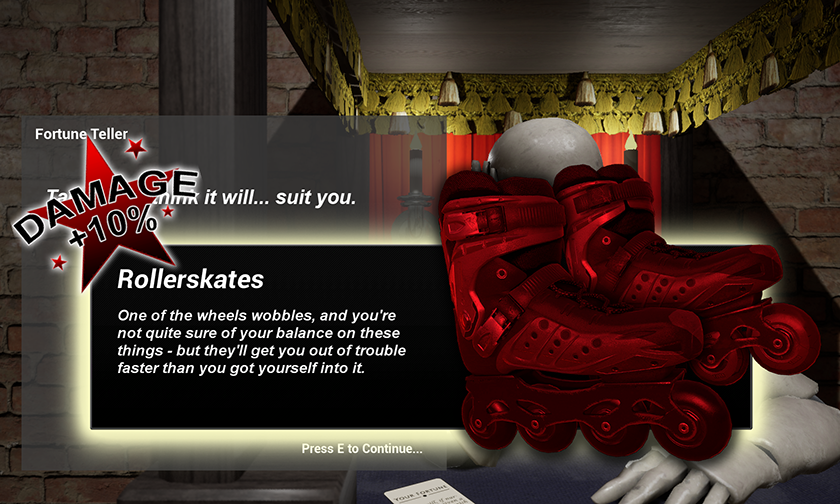 Fortune Teller
DAMAGE
+10%
it will... suit you.
Rollerskates
One of the wheels wobbles, and you're
not quite sure of your balance on these
things - but they'll get you out of trouble
faster than you got yourself into it.
Press E to Continue...
YOUR FORTUNE